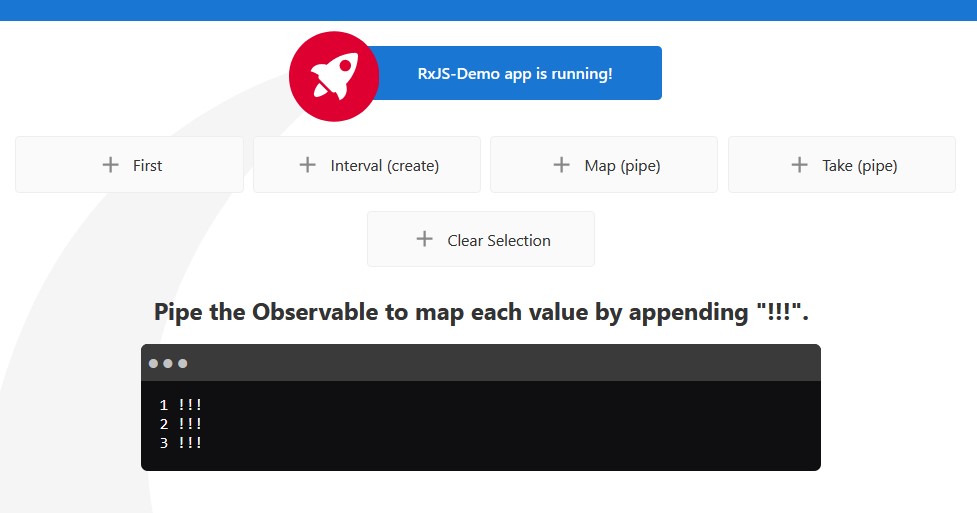 RxJS-Demo app is running!
First
Interval (create)
Map (pipe)
Take (pipe)
Clear Selection
Pipe the Observable to map each value by appending "!!!".
1 !!!
2 !!!
3 !!!